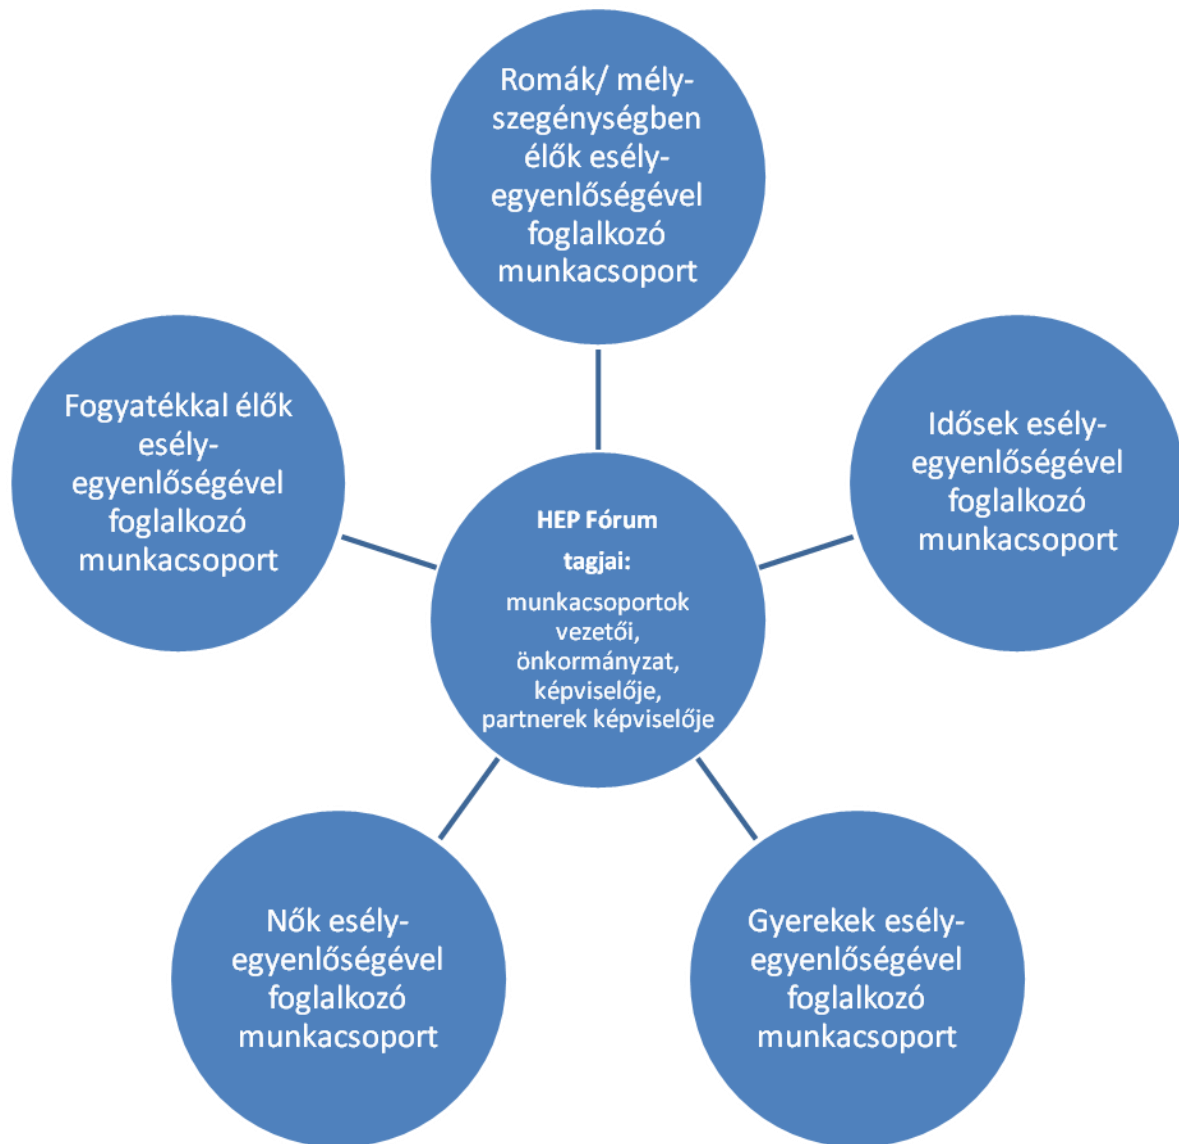 Romák/ mély-
szegénységben
élők esély-
egyenlőségével
foglalkozó
munkacsoport
Fogyatékkal élők
esély-
egyenlőségével
foglalkozó
munkacsoport
Idősek esély-
egyenlőségével
foglalkozó
munkacsoport
HEP Fórum
tagjai:
munkacsoportok
vezetői,
önkormányzat,
képviselője,
partnerek képviselője
Nők esély-
egyenlőségével
foglalkozó
munkacsoport
Gyerekek esély-
egyenlőségével
foglalkozó
munkacsoport